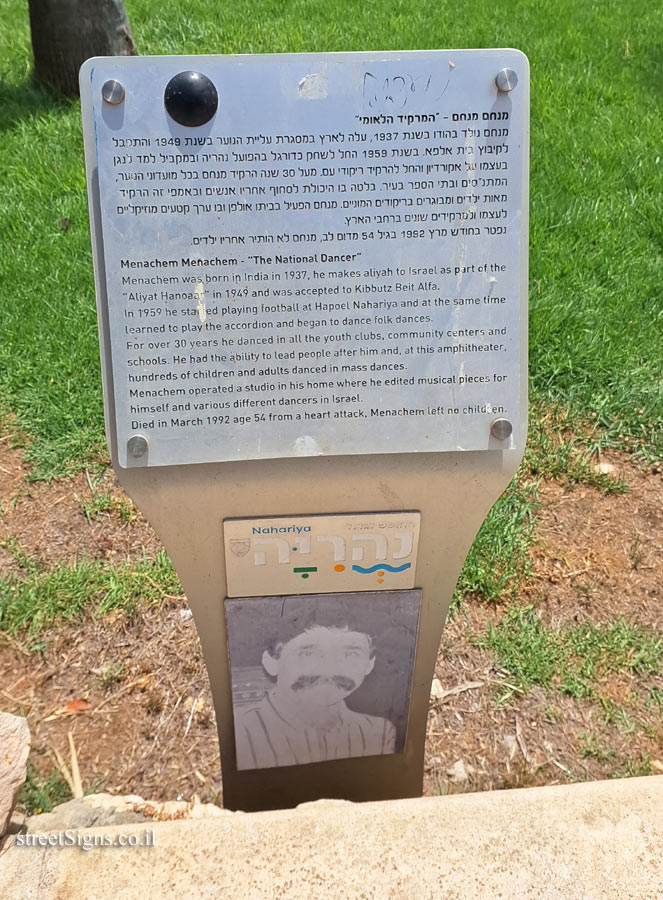 מנחם מנחם - "המרקיד הלאומי"
מנחם נולד בהודו בשנת 1937, עלה לארץ במסגרת עליית הנוער בשנת 1949 והתקבל
לקיבוץ בית אלפא. בשנת 1959 החל לשחק כדורגל בהפועל נהריה ובמקביל למד לנגן
בעצמו על אקורדיון והחל להרקיד ריקודי עם. מעל 30 שנה הרקיד מנחם בכל מועדוני הנוער,
המתנ"סים ובתי הספר בעיר. בלטה בו היכולת לסחוף אחריו אנשים ובאמפי זה הרקיד
מאות ילדים ומבוגרים בריקודים המוניים. מנחם הפעיל בביתו אולפן ובו ערך קטעים מוזיקליים
לעצמו ולמרקידים שונים ברחבי הארץ.
נפטר בחודש מרץ 1992 בגיל 54 מדום לב, מנחם לא הותיר אחריו ילדים.
Menachem Menachem - "The National Dancer"
Menachem was born in India in 1937, he makes aliyah to Israel as part of the
"Aliyat Hanoaar" in 1949 and was accepted to Kibbutz Beit Alfa.
In 1959 he started playing football at Hapoel Nahariya and at the same time
learned to play the accordion and began to dance folk dances.
For over 30 years he danced in all the youth clubs, community centers and
schools. He had the ability to lead people after him and, at this amphitheater,
hundreds of children and adults danced in mass dances.
Menachem operated a studio in his home where he edited musical pieces for
himself and various different dancers in Israel.
Died in March 1992 age 54 from a heart attack, Menachem left no children.
Nahariya
נהריה
streetSigns.co.il